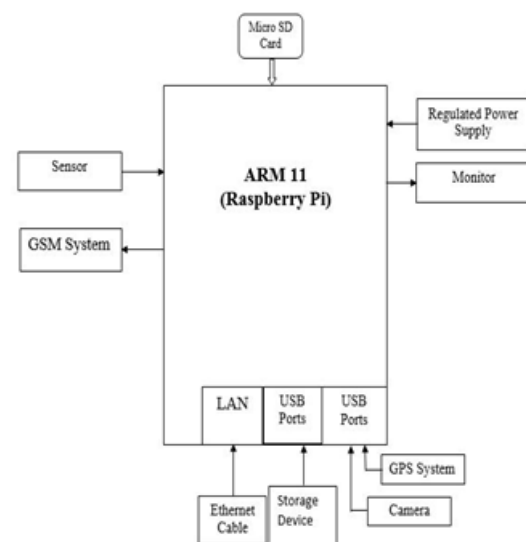 Micro SD
Card
Regulated Power
Supply
Sensor
ARM 11
(Raspberry Pi)
Monitor
GSM System
LAN
USB
Ports
USB
Ports
GPS System
Ethernet
Cable
Storage
Device
Camera